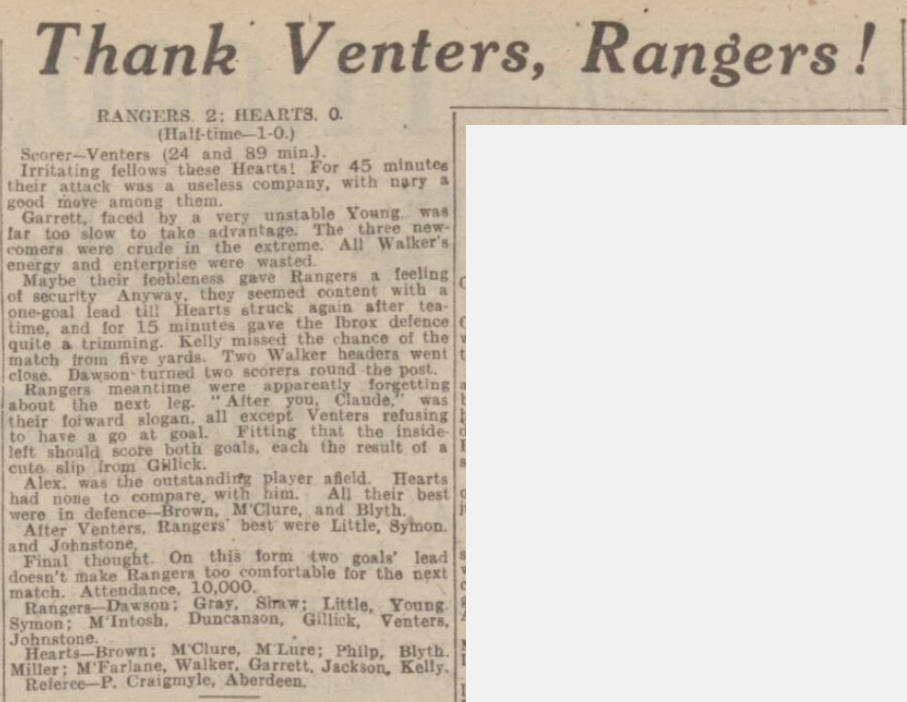 Thank Venters, Rangers!
RANGERS. 2; HEARTS. 0.
(Half-time—1-0.)
Scorer—Venters (24 and 89 min.).
Irritating fellows these Hearts! For 45 minutes
their attack was a useless company, with nary a
good move among them.
Garrett, faced by a very unstable Young, was
far too slow to take advantage. The three new-
comers were crude in the extreme. All Walker's
energy and enterprise were wasted.
Maybe their feebleness gave Rangers a feeling
of security Anyway, they seemed content with a
one-goal lead till Hearts struck again after tea-
time, and for 15 minutes gave the Ibrox defence
quite a trimming. Kelly missed the chance of the
match from five yards. Two Walker headers went
close. Dawson turned two scorers round the post.
Rangers meantime were apparently forgetting
about the next leg. "After you, Claude," was
their forward slogan, all except Venters refusing
to have a go at goal. Fitting that the inside-
left should score both goals, each the result of a
cute slip from Gillick.
Alex. was the outstanding player afield. Hearts
had none to compare with him. All their best
were in defence—Brown, M'Clure, and Blyth.
After Venters, Rangers' best were Little, Symon,
and Johnstone.
Final thought. On this form two goals' lead
doesn't make Rangers too comfortable for the next
match. Attendance, 10,000.
Rangers—Dawson; Gray, Shaw; Little, Young
Symon; M'Intosh, Duncanson, Gillick, Venters,
Johnstone.
Hearts—Brown; M'Clure, M'Lure; Philp, Blyth.
Miller; M'Farlane, Walker, Garrett, Jackson, Kelly.
Referee—P. Craigmyle, Aberdeen.